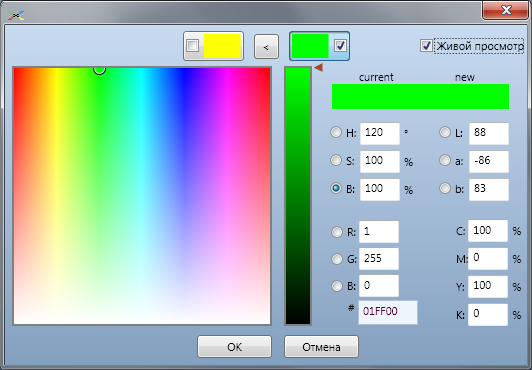 <
Живой просмотр
current new
H: 120 ° L: 88
S: 100 % a: -86
B: 100 % b: 83
R: 1 C: 100 %
G: 255 M: 0 %
B: 0 Y: 100 %
# 01FF00 K: 0 %
OK Отмена